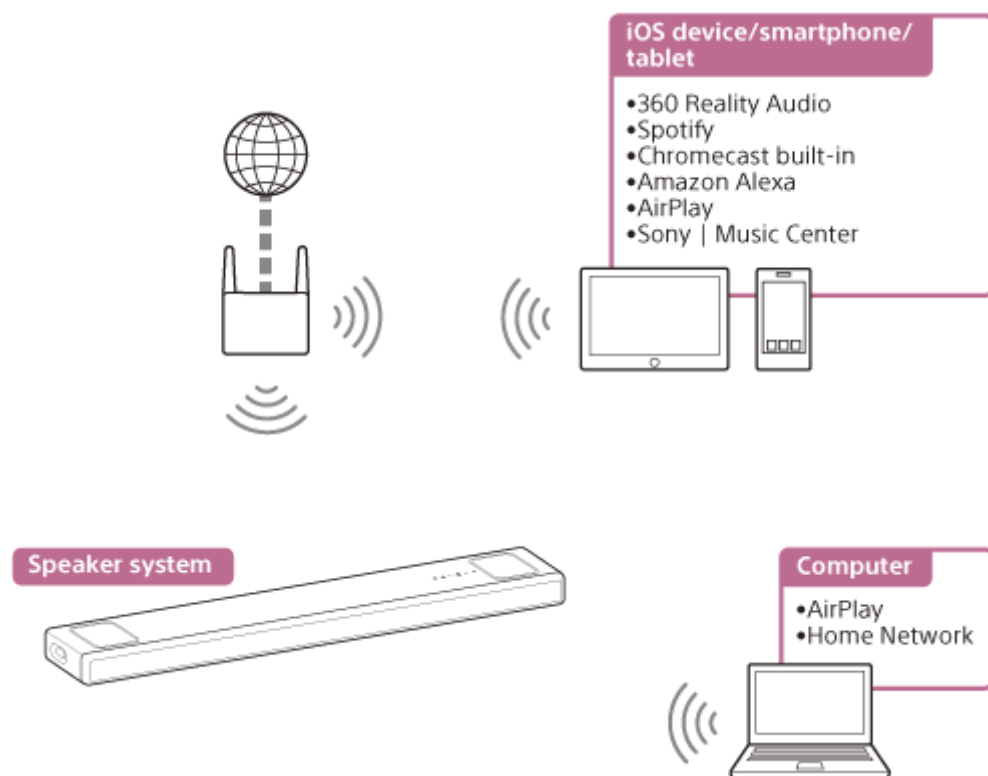 iOS device/smartphone/
tablet
•360 Reality Audio
•Spotify
•Chromecast built-in
•Amazon Alexa
•AirPlay
•Sony | Music Center
Speaker system
Computer
•AirPlay
•Home Network